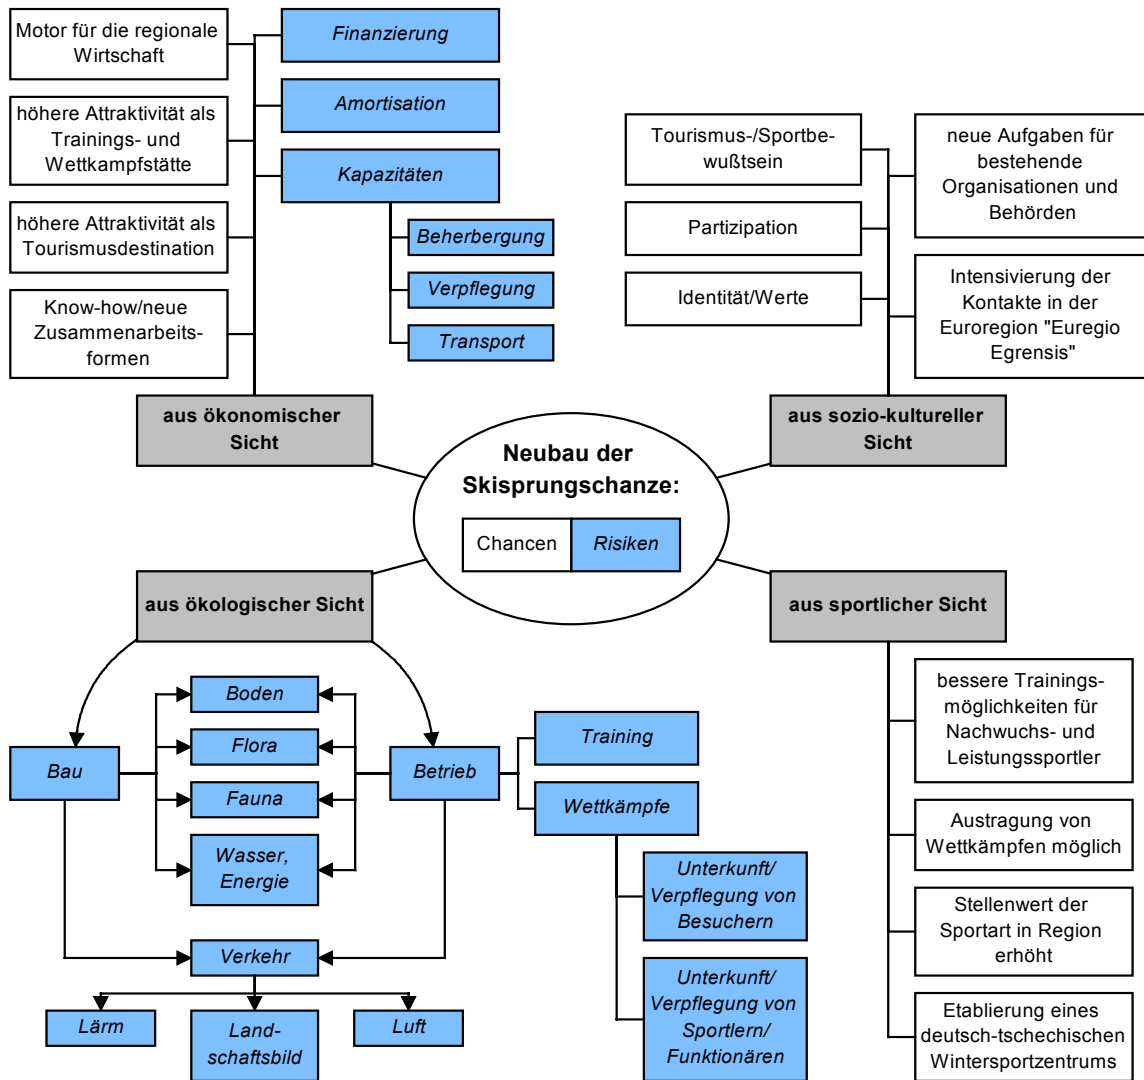 Motor für die regionale
Wirtschaft
höhere Attraktivität als
Trainings- und
Wettkampfstätte
höhere Attraktivität als
Tourismusdestination
Know-how/neue
Zusammenarbeits-
formen
Finanzierung
Amortisation
Kapazitäten
Beherbergung
Verpflegung
Transport
aus ökonomischer
Sicht
Tourismus-/Sportbe-
wußtsein
Partizipation
Identität/Werte
neue Aufgaben für
bestehende
Organisationen und
Behörden
Intensivierung der
Kontakte in der
Euroregion "Euregio
Egrensis"
aus sozio-kultureller
Sicht
Neubau der
Skisprungschanze:
Chancen
Risiken
aus ökologischer Sicht
Bau
Boden
Flora
Fauna
Wasser,
Energie
Betrieb
Training
Wettkämpfe
Unterkunft/
Verpflegung von
Besuchern
Unterkunft/
Verpflegung von
Sportlern/
Funktionären
Verkehr
Lärm
Land-
schaftsbild
Luft
aus sportlicher Sicht
bessere Trainings-
möglichkeiten für
Nachwuchs- und
Leistungssportler
Austragung von
Wettkämpfen möglich
Stellenwert der
Sportart in Region
erhöht
Etablierung eines
deutsch-tschechischen
Wintersportzentrums